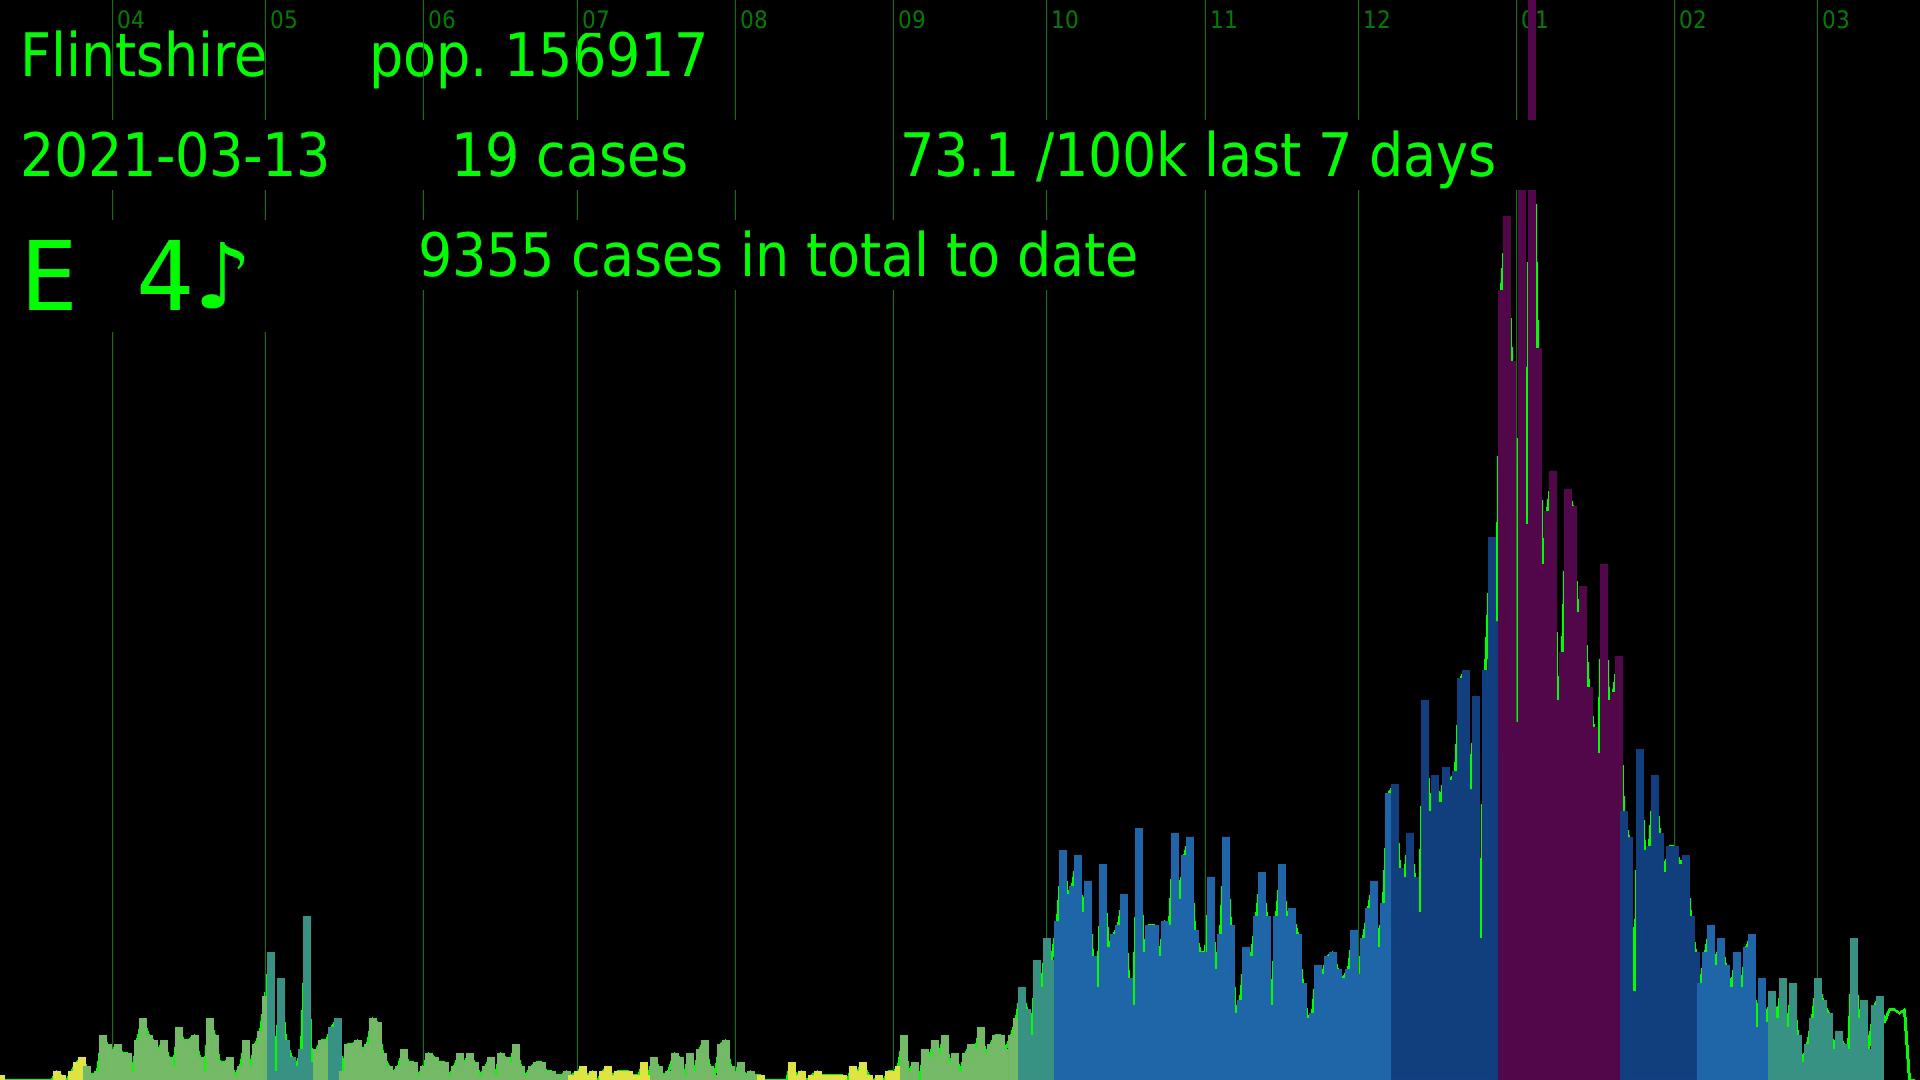 04 05 06 07 08 09 10 11 12 01 02 03
Flintshire pop. 156917
2021-03-13 19 cases 73.1 /100k last 7 days
E 4♪ 9355 cases in total to date